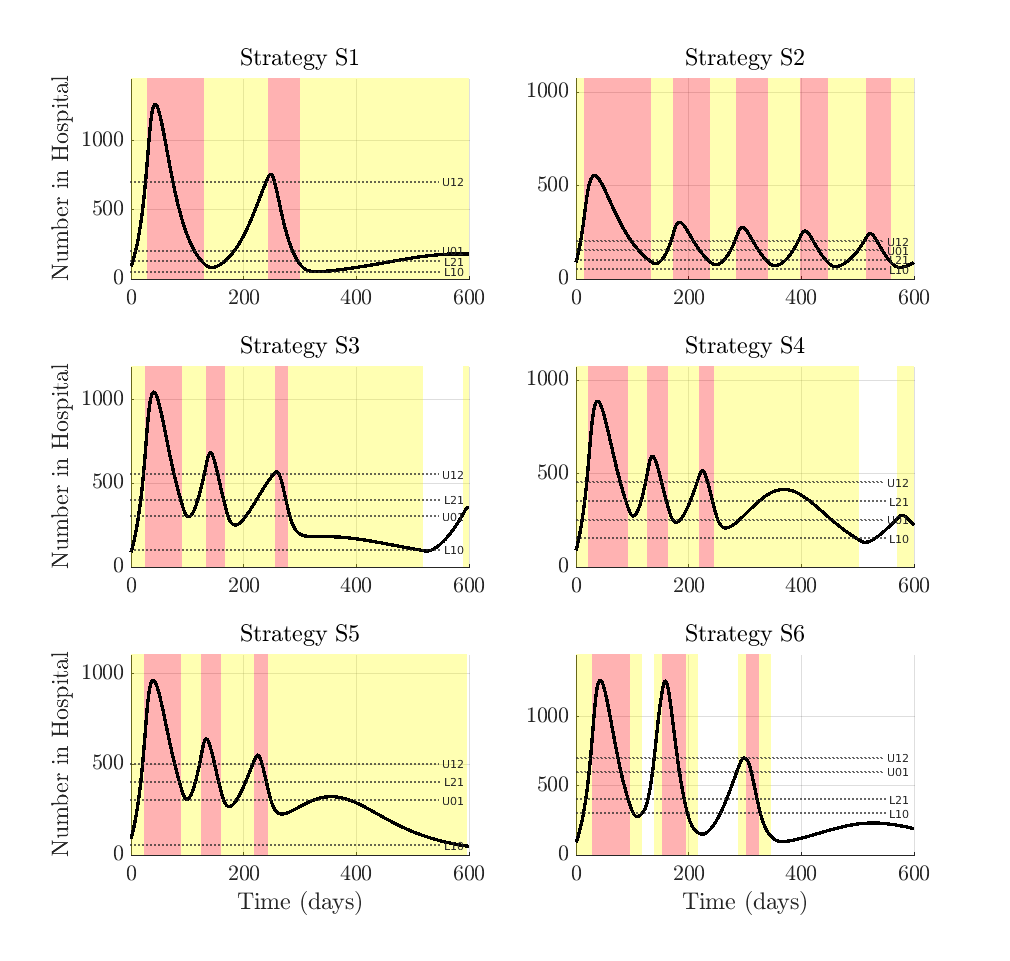 Strategy S1
Number in Hospital
1000
500
0
U12
U01
L21
L10
0 200 400 600
Strategy S2
1000
500
0
U12
U01
L21
L10
0 200 400 600
Strategy S3
Number in Hospital
1000
500
0
U12
L21
U01
L10
0 200 400 600
Strategy S4
1000
500
0
U12
L21
U01
L10
0 200 400 600
Strategy S5
Number in Hospital
1000
500
0
U12
L21
U01
L10
0 200 400 600
Time (days)
Strategy S6
1000
500
0
U12
U01
L21
L10
0 200 400 600
Time (days)